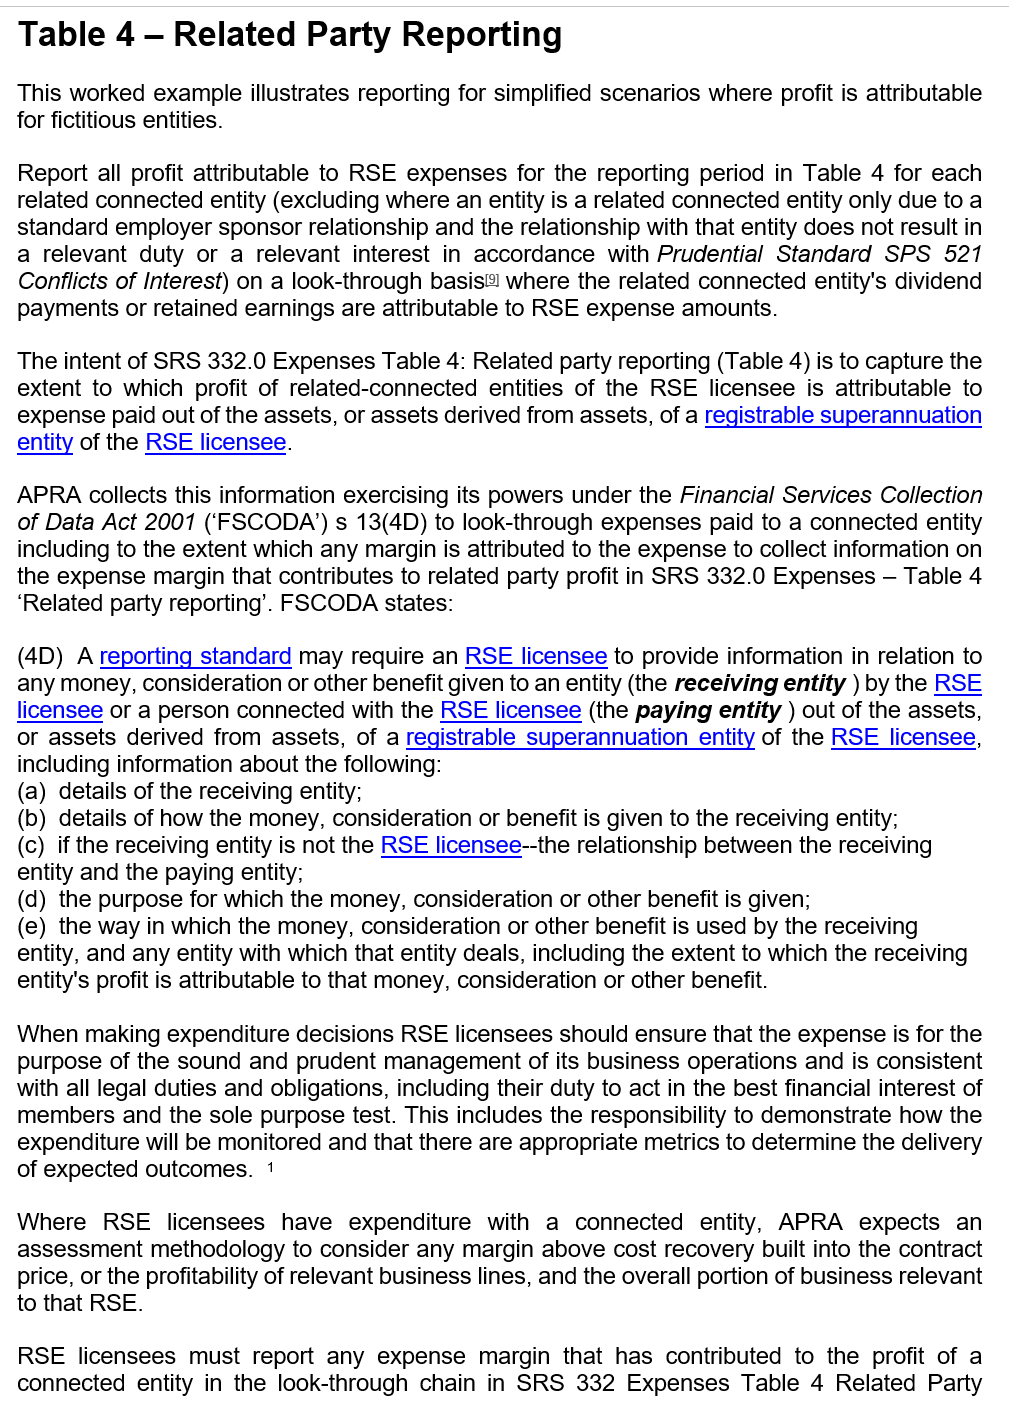 Table 4 – Related Party Reporting
This worked example illustrates reporting for simplified scenarios where profit is attributable
for fictitious entities.
Report all profit attributable to RSE expenses for the reporting period in Table 4 for each
related connected entity (excluding where an entity is a related connected entity only due to a
standard employer sponsor relationship and the relationship with that entity does not result in
a relevant duty or a relevant interest in accordance with Prudential Standard SPS 521
Conflicts of Interest) on a look-through basis[9] where the related connected entity's dividend
payments or retained earnings are attributable to RSE expense amounts.
The intent of SRS 332.0 Expenses Table 4: Related party reporting (Table 4) is to capture the
extent to which profit of related-connected entities of the RSE licensee is attributable to
expense paid out of the assets, or assets derived from assets, of a registrable superannuation
entity of the RSE licensee.
APRA collects this information exercising its powers under the Financial Services Collection
of Data Act 2001 (‘FSCODA’) s 13(4D) to look-through expenses paid to a connected entity
including to the extent which any margin is attributed to the expense to collect information on
the expense margin that contributes to related party profit in SRS 332.0 Expenses – Table 4
‘Related party reporting’. FSCODA states:
(4D) A reporting standard may require an RSE licensee to provide information in relation to
any money, consideration or other benefit given to an entity (the receiving entity ) by the RSE
licensee or a person connected with the RSE licensee (the paying entity ) out of the assets,
or assets derived from assets, of a registrable superannuation entity of the RSE licensee,
including information about the following:
(a) details of the receiving entity;
(b) details of how the money, consideration or benefit is given to the receiving entity;
(c) if the receiving entity is not the RSE licensee--the relationship between the receiving
entity and the paying entity;
(d) the purpose for which the money, consideration or other benefit is given;
(e) the way in which the money, consideration or other benefit is used by the receiving
entity, and any entity with which that entity deals, including the extent to which the receiving
entity's profit is attributable to that money, consideration or other benefit.
When making expenditure decisions RSE licensees should ensure that the expense is for the
purpose of the sound and prudent management of its business operations and is consistent
with all legal duties and obligations, including their duty to act in the best financial interest of
members and the sole purpose test. This includes the responsibility to demonstrate how the
expenditure will be monitored and that there are appropriate metrics to determine the delivery
of expected outcomes. 1
Where RSE licensees have expenditure with a connected entity, APRA expects an
assessment methodology to consider any margin above cost recovery built into the contract
price, or the profitability of relevant business lines, and the overall portion of business relevant
to that RSE.
RSE licensees must report any expense margin that has contributed to the profit of a
connected entity in the look-through chain in SRS 332 Expenses Table 4 Related Party